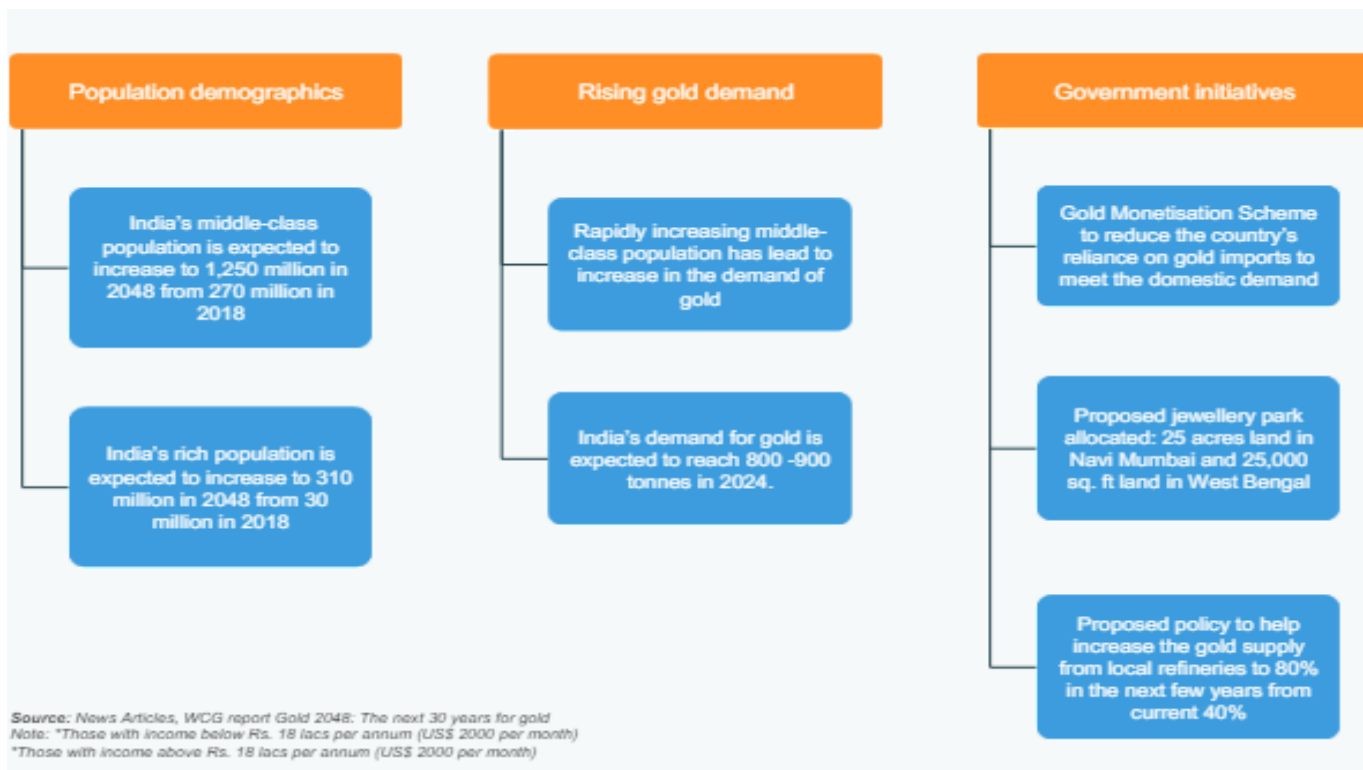 Population demographics
India's middle-class
population is expected to
increase to 1,250 million in
2048 from 270 million in
2018
India's rich population is
expected to increase to 310
million in 2048 from 30
million in 2018
Rising gold demand
Rapidly increasing middle-
class population has lead to
increase in the demand of
gold
India's demand for gold is
expected to reach 800 -900
tonnes in 2024.
Government initiatives
Gold Monetisation Scheme
to reduce the country's
reliance on gold imports to
meet the domestic demand
Proposed jewellery park
allocated: 25 acres land in
Navi Mumbai and 25,000
sq. ft land in West Bengal
Proposed policy to help
increase the gold supply
from local refineries to 80%
in the next few years from
current 40%
Source: News Articles, WCG report Gold 2048: The next 30 years for gold
Note: "Those with income below Rs. 18 lacs per annum (US$ 2000 per month)
"Those with income above Rs. 18 lacs per annum (US$ 2000 per month)